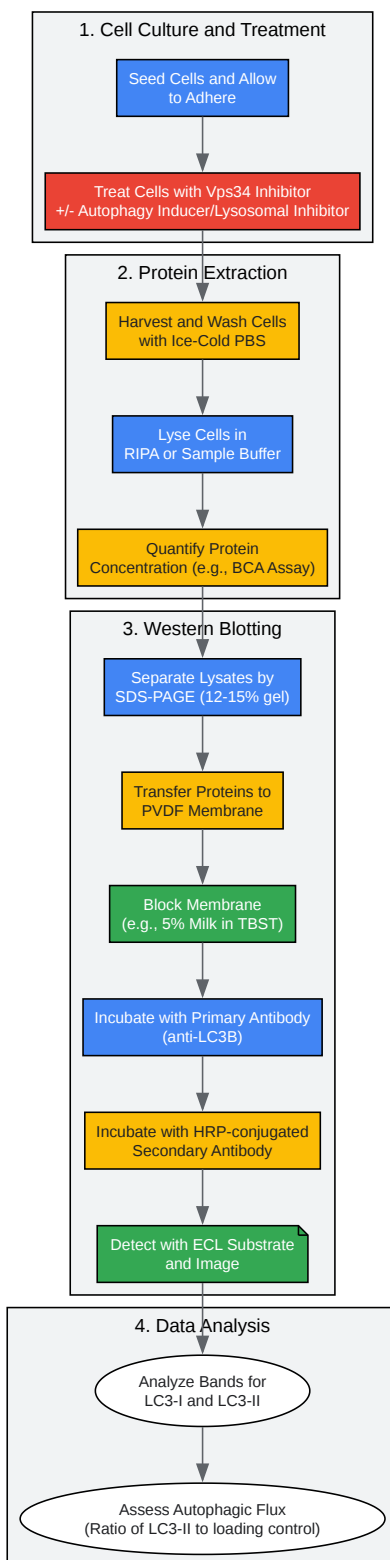 1. Cell Culture and Treatment
Seed Cells and Allow
to Adhere
Treat Cells with Vps34 Inhibitor
+/- Autophagy Inducer/Lysosomal Inhibitor
2. Protein Extraction
Harvest and Wash Cells
with Ice-Cold PBS
Lyse Cells in
RIPA or Sample Buffer
Quantify Protein
Concentration (e.g., BCA Assay)
3. Western Blotting
Separate Lysates by
SDS-PAGE (12-15% gel)
Transfer Proteins to
PVDF Membrane
Block Membrane
(e.g., 5% Milk in TBST)
Incubate with Primary Antibody
(anti-LC3B)
Incubate with HRP-conjugated
Secondary Antibody
Detect with ECL Substrate
and Image
4. Data Analysis
Analyze Bands for
LC3-I and LC3-II
Assess Autophagic Flux
(Ratio of LC3-II to loading control)